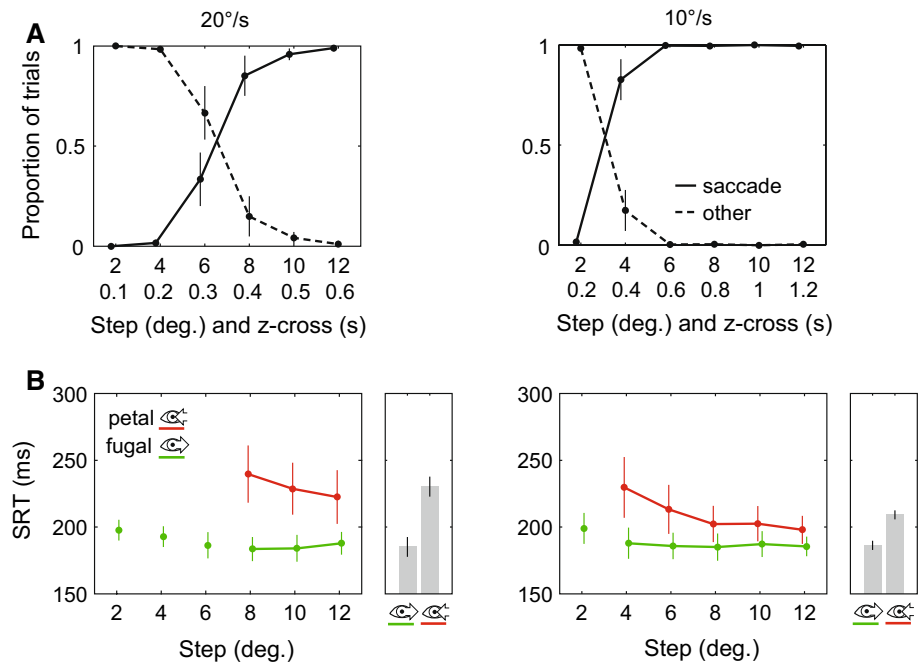 20°/s
10°/s
A
Proportion of trials
1
0.5
0
2 4 6 8 10 12
0.1 0.2 0.3 0.4 0.5 0.6
Step (deg.) and z-cross (s)
1
0.5
0
saccade
other
2 4 6 8 10 12
0.2 0.4 0.6 0.8 1 1.2
Step (deg.) and z-cross (s)
B
SRT (ms)
300
250
200
150
petal
fugal
2 4 6 8 10 12
Step (deg.)
300
250
200
150
2 4 6 8 10 12
Step (deg.)